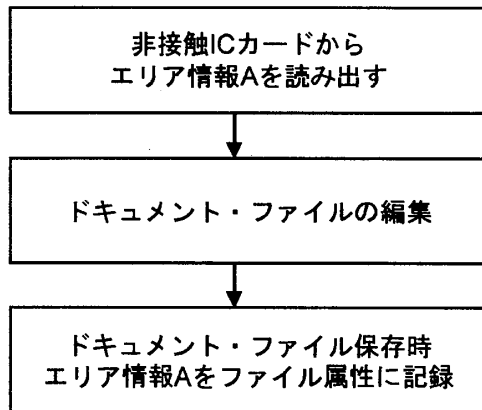 非接触ICカードから
エリア情報Aを読み出す
ドキュメント・ファイルの編集
ドキュメント・ファイル保存時
エリア情報Aをファイル属性に記録